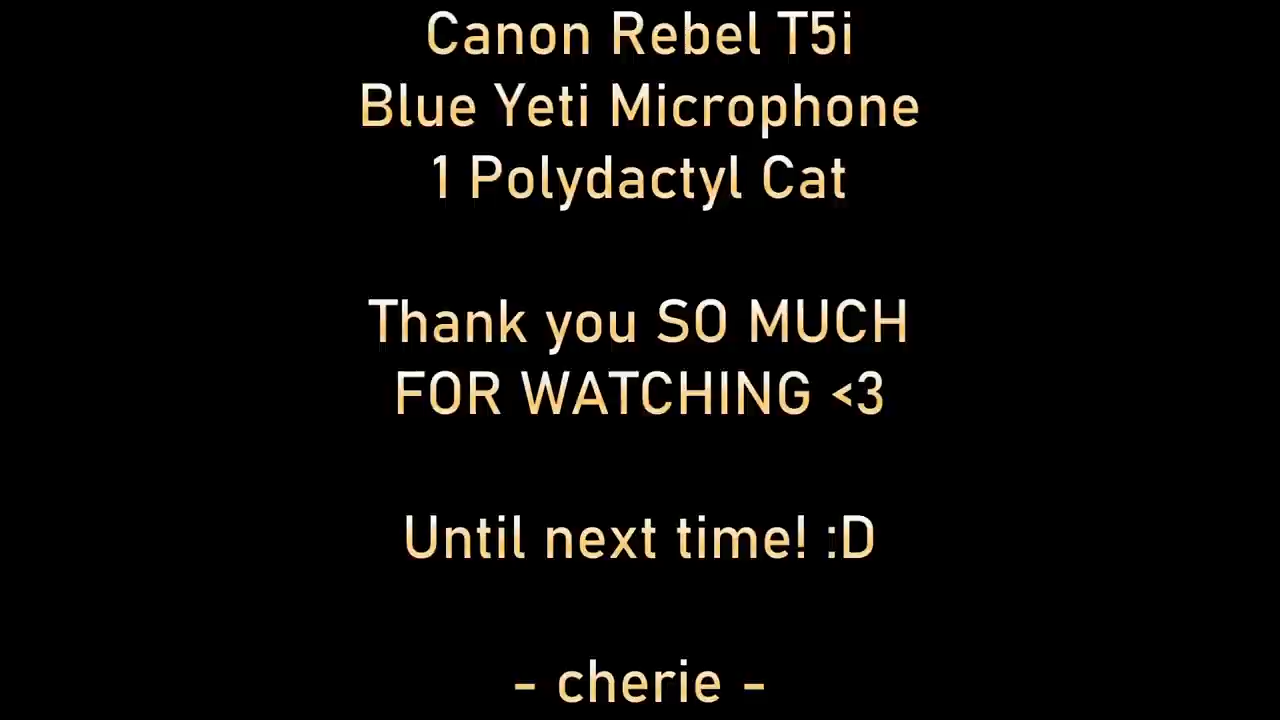 Canon Rebel T5i
Blue Yeti Microphone
1 Polydactyl Cat
Thank you SO MUCH
FOR WATCHING <3
Until next time! :D
- cherie -